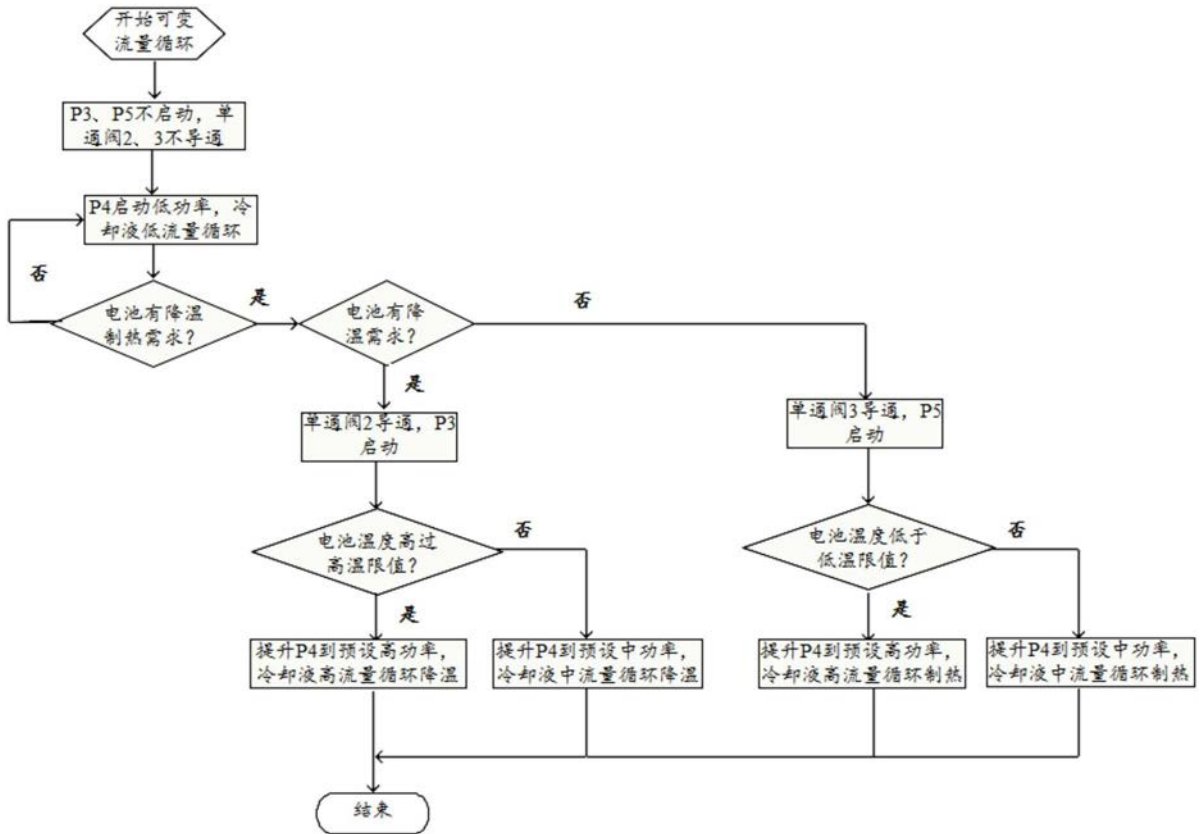 开始可变
流量循环
P3、P5不启动，单
通阀2、3不导通
P4启动低功率，冷
却液低流量循环
否
电池有降温
制热需求？
是
电池有降
温需求？
否
是
单通阀2导通，P3
启动
单通阀3导通，P5
启动
电池温度高过
高温限值？
否
是
电池温度低于
低温限值？
否
是
提升P4到预设高功率，
冷却液高流量循环降温
提升P4到预设中功率，
冷却液中流量循环降温
提升P4到预设高功率，
冷却液高流量循环制热
提升P4到预设中功率，
冷却液中流量循环制热
结束